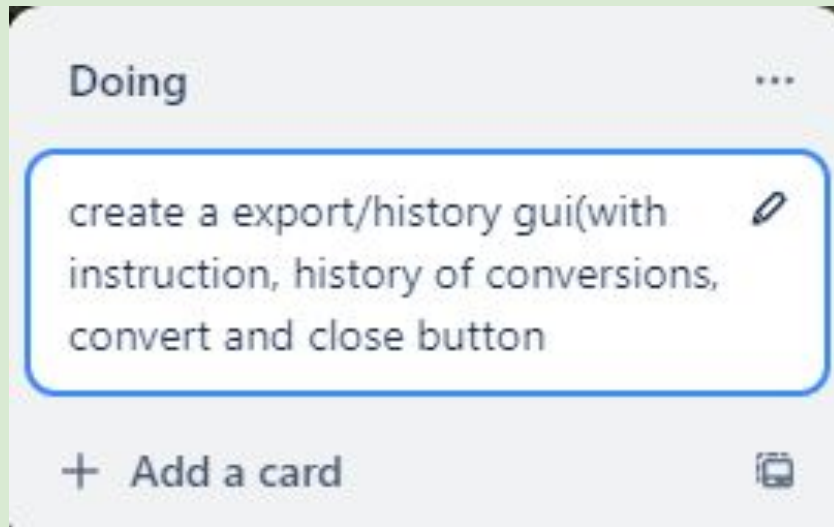 Doing
create a export/history gui(with
instruction, history of conversions,
convert and close button
+ Add a card